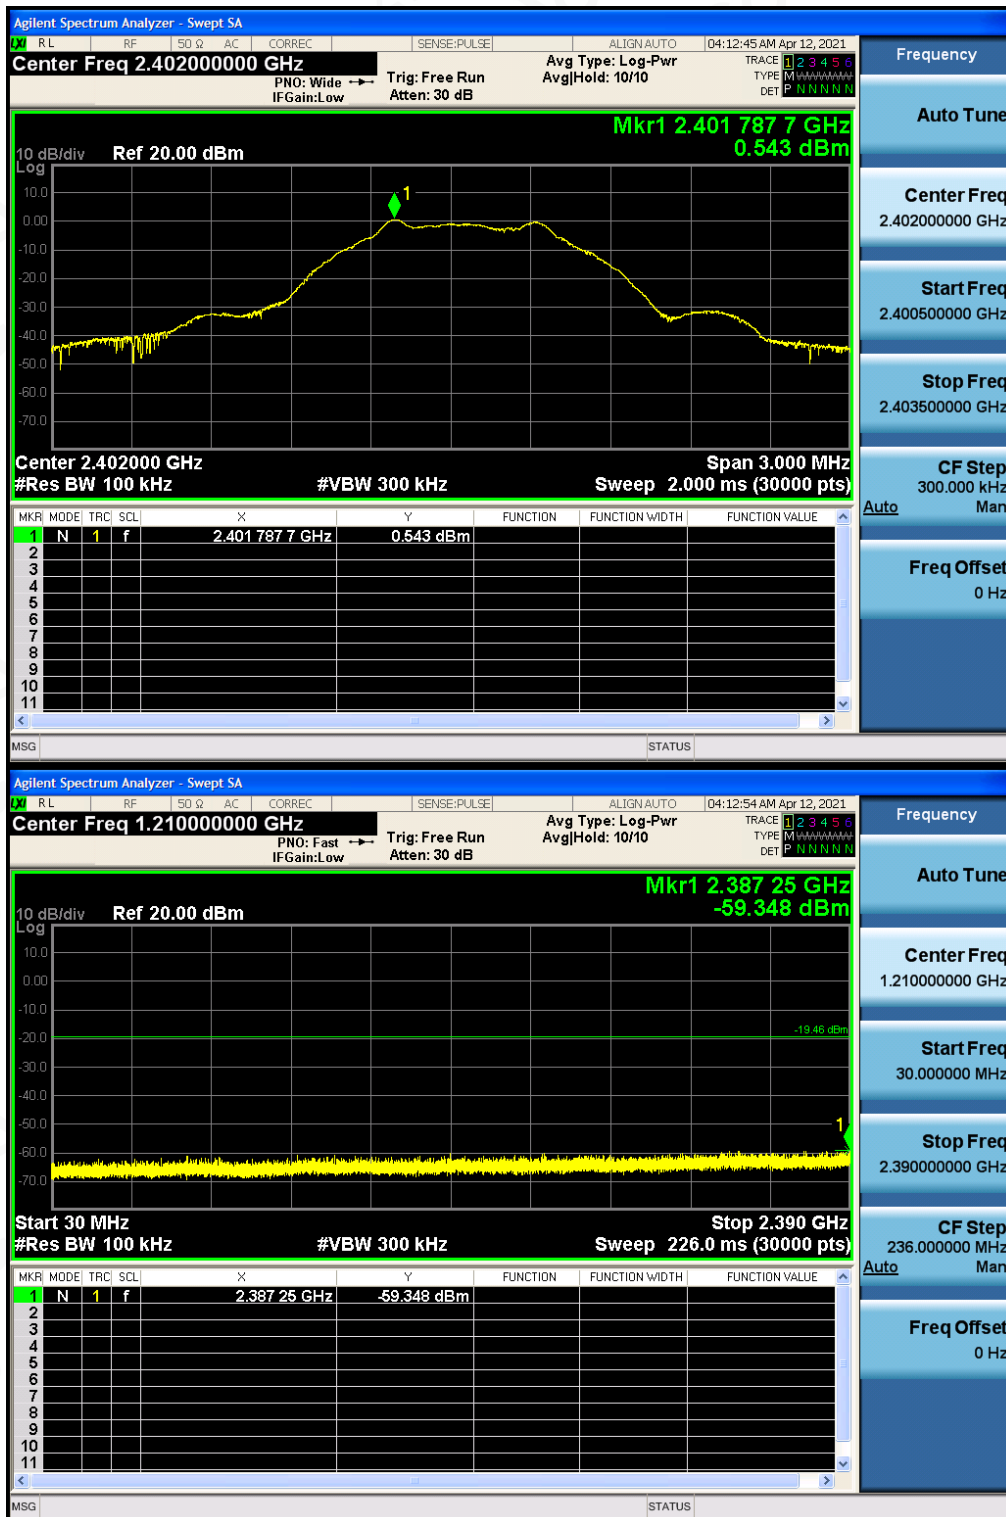 Agilent Spectrum Analyzer - Swept SA
LXI RL RF 50 Ω AC CORREC SENSE:PULSE ALIGN AUTO 04:12:45 AM Apr 12, 2021
Center Freq 2.402000000 GHz
PNO: Wide
IFGain:Low
Trig: Free Run
Atten: 30 dB
Avg Type: Log-Pwr
Avg|Hold: 10/10
TRACE 1 2 3 4 5 6
TYPE M WWWWW
DET P N N N N N
Mkr1 2.401 787 7 GHz
0.543 dBm
10 dB/div Ref 20.00 dBm
Log
1
10.0
0.00
-10.0
-20.0
-30.0
-40.0
-50.0
-60.0
-70.0
Center 2.402000 GHz Span 3.000 MHz
#Res BW 100 kHz #VBW 300 kHz Sweep 2.000 ms (30000 pts)
MKR MODE TRC SCL X Y FUNCTION FUNCTION WIDTH FUNCTION VALUE
1 N 1 f 2.401 787 7 GHz 0.543 dBm
2
3
4
5
6
7
8
9
10
11
MSG STATUS
Frequency
Auto Tune
Center Freq
2.402000000 GHz
Start Freq
2.400500000 GHz
Stop Freq
2.403500000 GHz
CF Step
300.000 kHz
Auto Man
Freq Offset
0 Hz
Agilent Spectrum Analyzer - Swept SA
LXI RL RF 50 Ω AC CORREC SENSE:PULSE ALIGN AUTO 04:12:54 AM Apr 12, 2021
Center Freq 1.210000000 GHz
PNO: Fast
IFGain:Low
Trig: Free Run
Atten: 30 dB
Avg Type: Log-Pwr
Avg|Hold: 10/10
TRACE 1 2 3 4 5 6
TYPE M WWWWW
DET P N N N N N
Mkr1 2.387 25 GHz
-59.348 dBm
10 dB/div Ref 20.00 dBm
Log
10.0
0.00
-10.0
-20.0
-19.46 dBm
-30.0
-40.0
-50.0
1
-60.0
-70.0
Start 30 MHz Stop 2.390 GHz
#Res BW 100 kHz #VBW 300 kHz Sweep 226.0 ms (30000 pts)
MKR MODE TRC SCL X Y FUNCTION FUNCTION WIDTH FUNCTION VALUE
1 N 1 f 2.387 25 GHz -59.348 dBm
2
3
4
5
6
7
8
9
10
11
MSG STATUS
Frequency
Auto Tune
Center Freq
1.210000000 GHz
Start Freq
30.000000 MHz
Stop Freq
2.390000000 GHz
CF Step
236.000000 MHz
Auto Man
Freq Offset
0 Hz